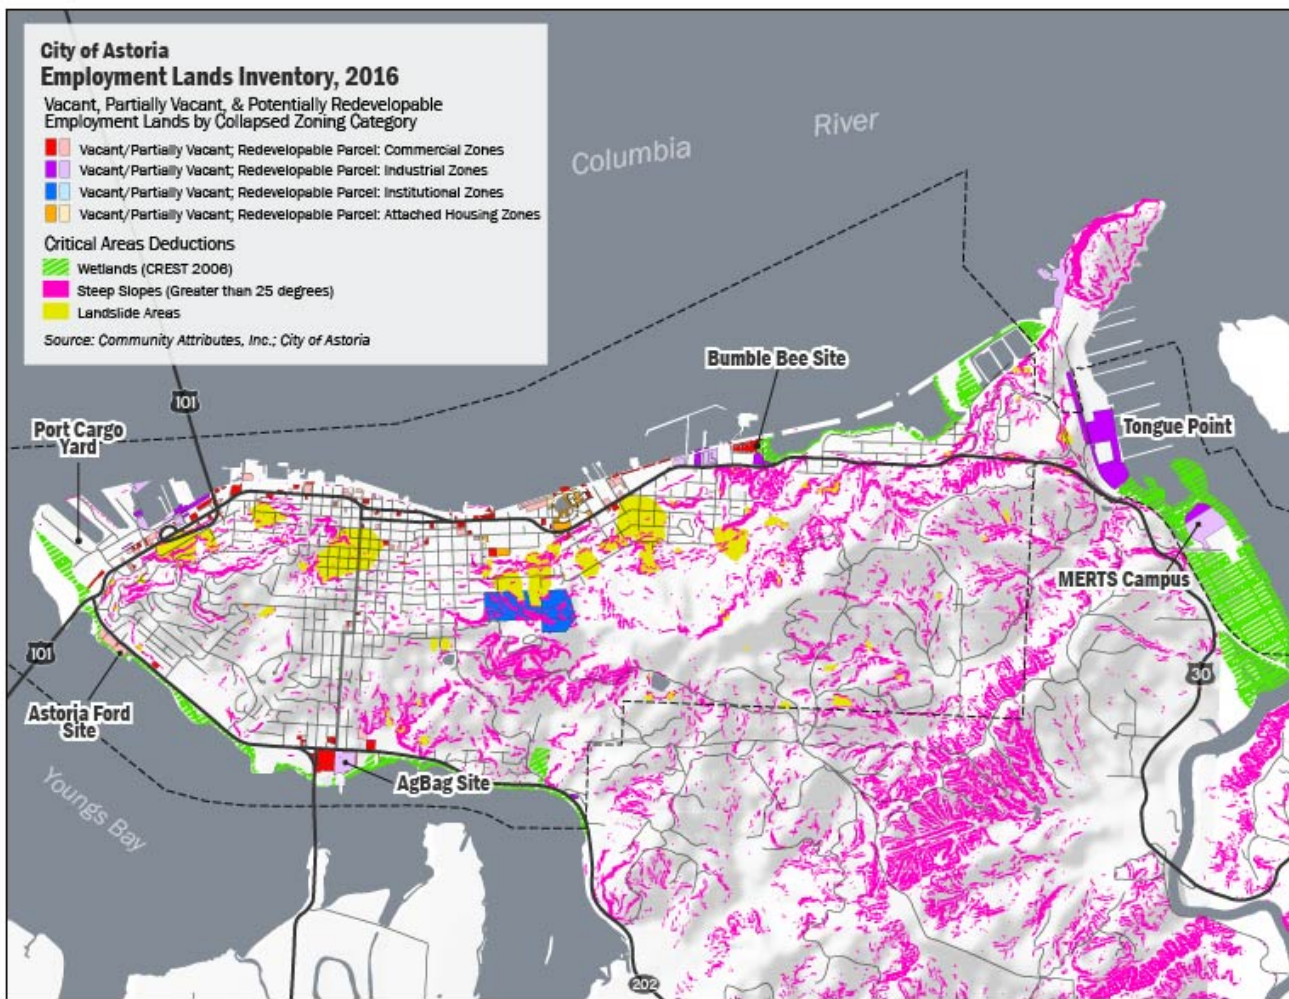 City of Astoria
Employment Lands Inventory, 2016
Vacant, Partially Vacant, & Potentially Redevelopable
Employment Lands by Collapsed Zoning Category
Vacant/Partially Vacant; Redevelopable Parcel: Commercial Zones
Vacant/Partially Vacant; Redevelopable Parcel: Industrial Zones
Vacant/Partially Vacant; Redevelopable Parcel: Institutional Zones
Vacant/Partially Vacant; Redevelopable Parcel: Attached Housing Zones
Critical Areas Deductions
Wetlands (CREST 2006)
Steep Slopes (Greater than 25 degrees)
Landslide Areas
Source: Community Attributes, Inc.; City of Astoria
Columbia River
Bumble Bee Site
101
Port Cargo
Yard
Tongue Point
MERTS Campus
101
30
Astoria Ford
Site
AgBag Site
Youngs Bay
202